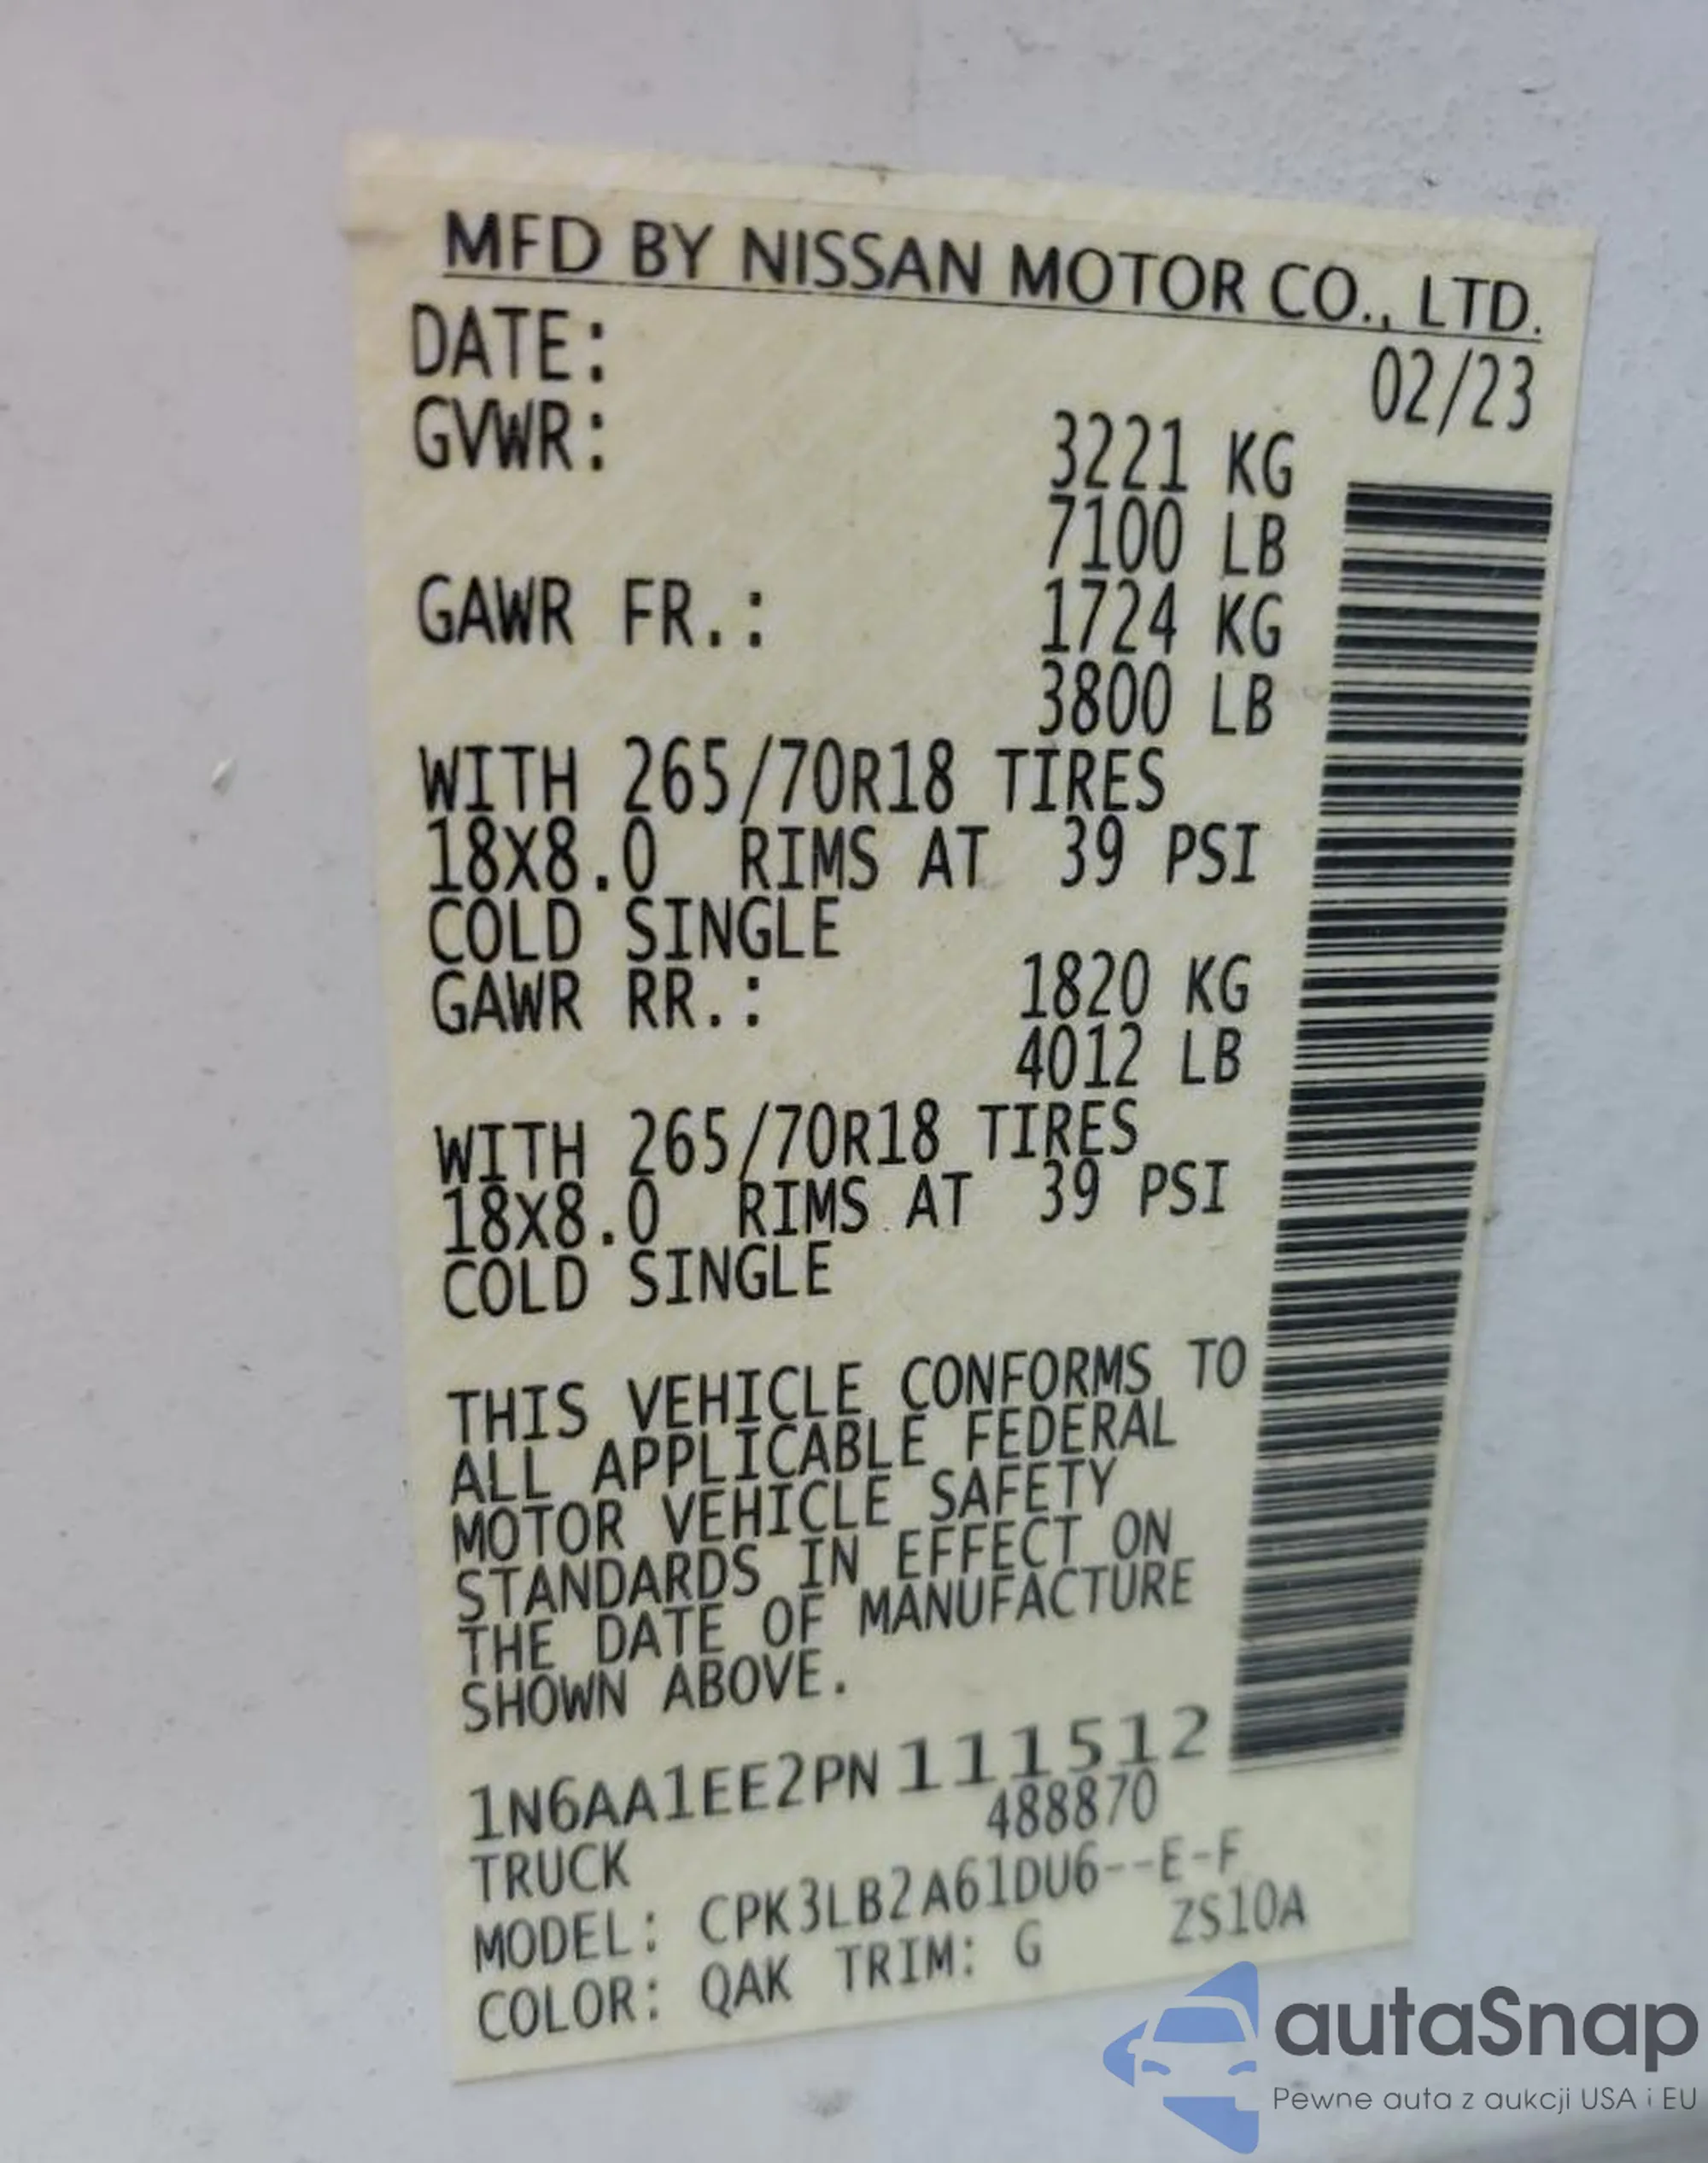 MFD BY NISSAN MOTOR CO., LTD.
DATE: 02/23
GVWR: 3221 KG
7100 LB
GAWR FR.: 1724 KG
3800 LB
WITH 265/70R18 TIRES
18X8.0 RIMS AT 39 PSI
COLD SINGLE
GAWR RR.: 1820 KG
4012 LB
WITH 265/70R18 TIRES
18X8.0 RIMS AT 39 PSI
COLD SINGLE
THIS VEHICLE CONFORMS TO
ALL APPLICABLE FEDERAL
MOTOR VEHICLE SAFETY
STANDARDS IN EFFECT ON
THE DATE OF MANUFACTURE
SHOWN ABOVE.
1N6AA1EE2PN111512
488870
TRUCK
MODEL: CPK3LB2A61DU6--E-F
COLOR: QAK TRIM: G ZS10A
autaSnap
Pewne auta z aukcji USA i EU